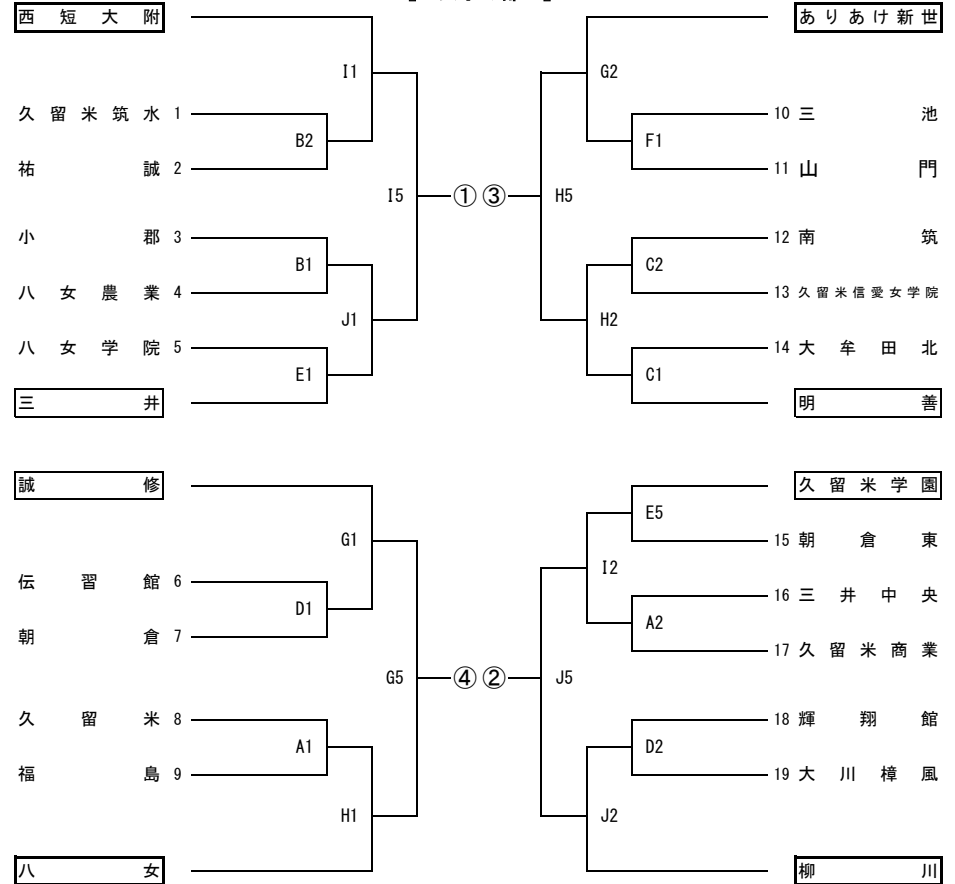 西短大附
ありあけ新世
I1
G2
久留米筑水 1
10 三池
B2
F1
祐誠 2
11 山門
I5
① ③
H5
小郡 3
12 南筑
B1
C2
八女農業 4
13 久留米信愛女学院
J1
H2
八女学院 5
14 大牟田北
E1
C1
三井
明善
誠修
久留米学園
E5
G1
15 朝倉東
I2
伝習館 6
16 三井中央
D1
A2
朝倉 7
17 久留米商業
G5
④ ②
J5
久留米 8
18 輝翔館
A1
D2
福島 9
19 大川樟風
H1
J2
八女
柳川